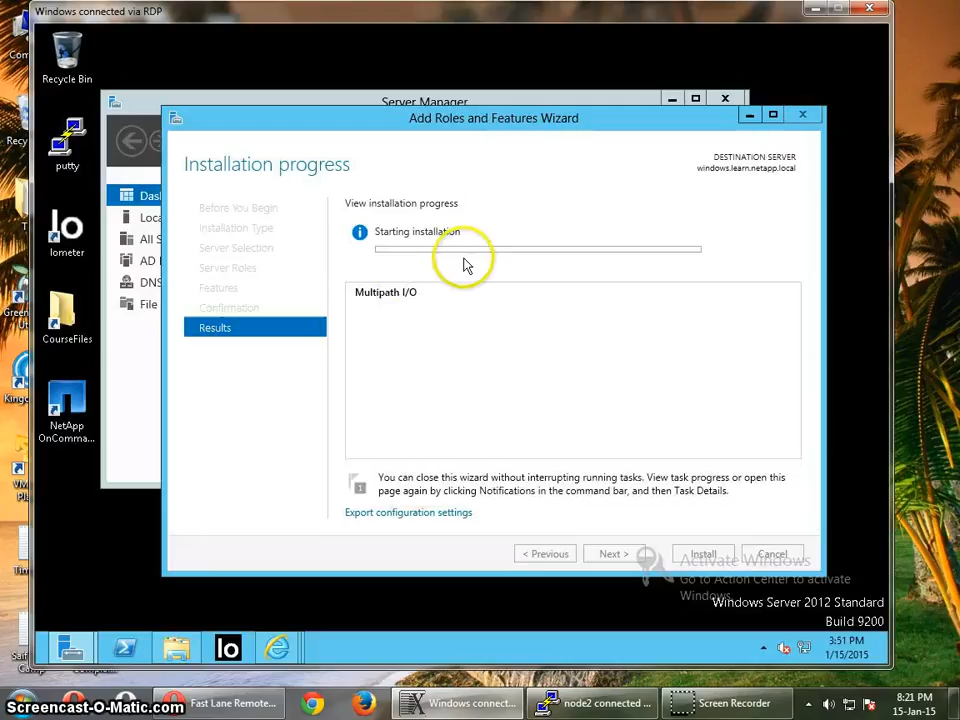 Windows connected via RDP
Recycle Bin
putty
Iometer
CourseFiles
NetApp
OnComma...
Server Manager
Add Roles and Features Wizard
Installation progress
DESTINATION SERVER
windows.learn.netapp.local
Before You Begin
Installation Type
Server Selection
Server Roles
Features
Confirmation
Results
View installation progress
Starting installation
Multipath I/O
You can close this wizard without interrupting running tasks. View task progress or open this
page again by clicking Notifications in the command bar, and then Task Details.
Export configuration settings
< Previous
Next >
Install
Cancel
Activate Windows
Go to Action Center to activate
Windows.
Windows Server 2012 Standard
Build 9200
3:51 PM
1/15/2015
Fast Lane Remote...
Windows connect...
node2 connected ...
Screen Recorder
8:21 PM
15-Jan-15
Screencast-O-Matic.com